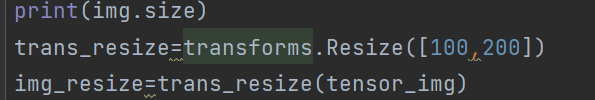 print(img.size)
trans_resize=transforms.Resize([100,200])
img_resize=trans_resize(tensor_img)